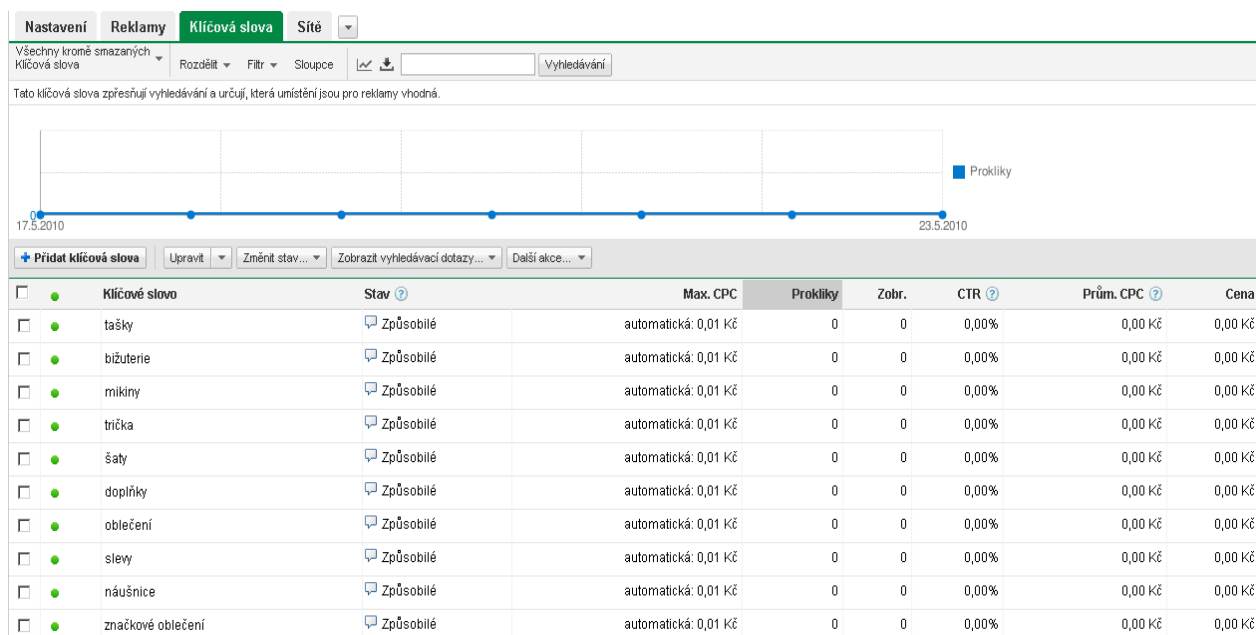 Nastavení Reklamy Klíčová slova Sítě
Všechny kromě smazaných
Klíčová slova Rozdělit Filtr Sloupce Vyhledávání
Tato klíčová slova zpřesňují vyhledávání a určují, která umístění jsou pro reklamy vhodná.
Prokliky
0
17.5.2010 23.5.2010
+ Přidat klíčová slova Upravit Změnit stav... Zobrazit vyhledávací dotazy... Další akce...
Klíčové slovo Stav ? Max. CPC Prokliky Zobr. CTR ? Prům. CPC ? Cena
tašky Způsobilé automatická: 0,01 Kč 0 0 0,00% 0,00 Kč 0,00 Kč
bižuterie Způsobilé automatická: 0,01 Kč 0 0 0,00% 0,00 Kč 0,00 Kč
mikiny Způsobilé automatická: 0,01 Kč 0 0 0,00% 0,00 Kč 0,00 Kč
trička Způsobilé automatická: 0,01 Kč 0 0 0,00% 0,00 Kč 0,00 Kč
šaty Způsobilé automatická: 0,01 Kč 0 0 0,00% 0,00 Kč 0,00 Kč
doplňky Způsobilé automatická: 0,01 Kč 0 0 0,00% 0,00 Kč 0,00 Kč
oblečení Způsobilé automatická: 0,01 Kč 0 0 0,00% 0,00 Kč 0,00 Kč
slevy Způsobilé automatická: 0,01 Kč 0 0 0,00% 0,00 Kč 0,00 Kč
náušnice Způsobilé automatická: 0,01 Kč 0 0 0,00% 0,00 Kč 0,00 Kč
značkové oblečení Způsobilé automatická: 0,01 Kč 0 0 0,00% 0,00 Kč 0,00 Kč